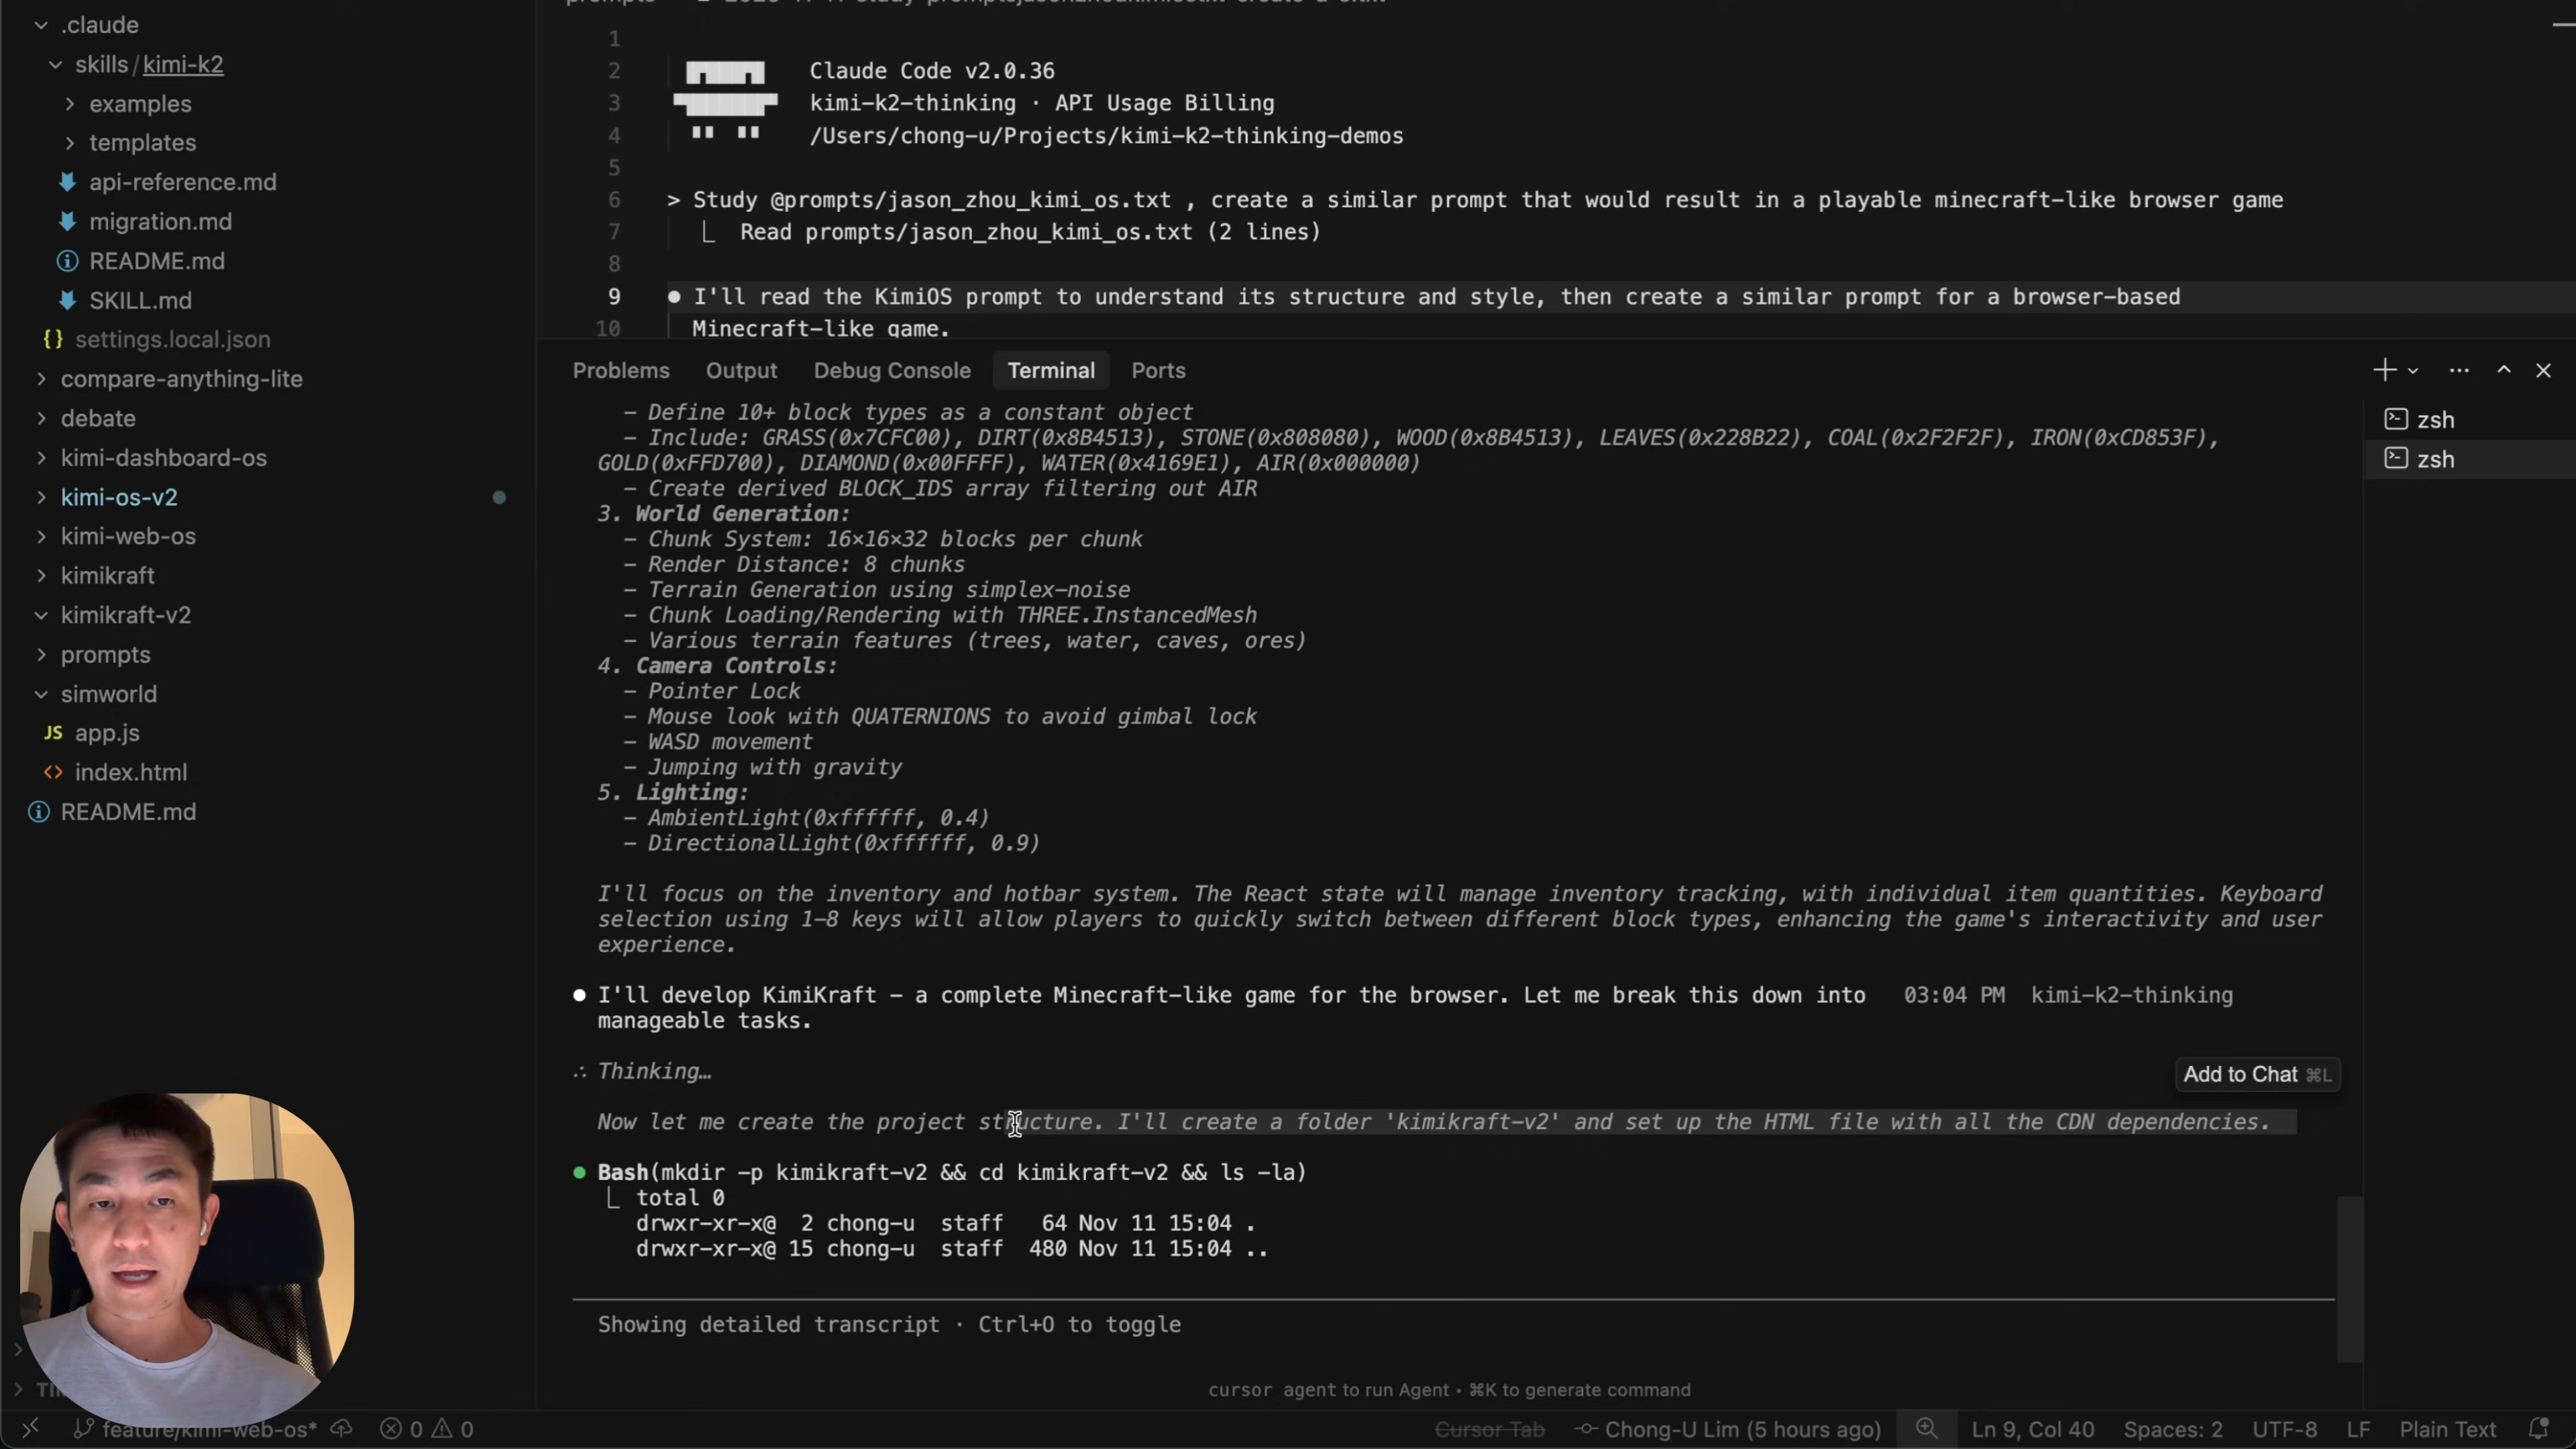 .claude
skills / kimi-k2
examples
templates
api-reference.md
migration.md
README.md
SKILL.md
{} settings.local.json
compare-anything-lite
debate
kimi-dashboard-os
kimi-os-v2
kimi-web-os
kimikraft
kimikraft-v2
prompts
simworld
JS app.js
<> index.html
README.md
prompts
1
2 Claude Code v2.0.36
3 kimi-k2-thinking · API Usage Billing
4 /Users/chong-u/Projects/kimi-k2-thinking-demos
5
6 > Study @prompts/jason_zhou_kimi_os.txt , create a similar prompt that would result in a playable minecraft-like browser game
7 ⎿ Read prompts/jason_zhou_kimi_os.txt (2 lines)
8
9 ● I'll read the KimiOS prompt to understand its structure and style, then create a similar prompt for a browser-based
10 Minecraft-like game.
Problems Output Debug Console Terminal Ports
zsh
zsh
– Define 10+ block types as a constant object
– Include: GRASS(0x7CFC00), DIRT(0x8B4513), STONE(0x808080), WOOD(0x8B4513), LEAVES(0x228B22), COAL(0x2F2F2F), IRON(0xCD853F),
GOLD(0xFFD700), DIAMOND(0x00FFFF), WATER(0x4169E1), AIR(0x000000)
– Create derived BLOCK_IDS array filtering out AIR
3. World Generation:
– Chunk System: 16×16×32 blocks per chunk
– Render Distance: 8 chunks
– Terrain Generation using simplex-noise
– Chunk Loading/Rendering with THREE.InstancedMesh
– Various terrain features (trees, water, caves, ores)
4. Camera Controls:
– Pointer Lock
– Mouse look with QUATERNIONS to avoid gimbal lock
– WASD movement
– Jumping with gravity
5. Lighting:
– AmbientLight(0xffffff, 0.4)
– DirectionalLight(0xffffff, 0.9)
I'll focus on the inventory and hotbar system. The React state will manage inventory tracking, with individual item quantities. Keyboard
selection using 1–8 keys will allow players to quickly switch between different block types, enhancing the game's interactivity and user
experience.
● I'll develop KimiKraft – a complete Minecraft-like game for the browser. Let me break this down into 03:04 PM kimi-k2-thinking
manageable tasks.
∴ Thinking…
Add to Chat ⌘L
Now let me create the project structure. I'll create a folder 'kimikraft-v2' and set up the HTML file with all the CDN dependencies.
● Bash(mkdir -p kimikraft-v2 && cd kimikraft-v2 && ls -la)
⎿ total 0
drwxr-xr-x@ 2 chong-u staff 64 Nov 11 15:04 .
drwxr-xr-x@ 15 chong-u staff 480 Nov 11 15:04 ..
Showing detailed transcript · Ctrl+O to toggle
cursor agent to run Agent • ⌘K to generate command
feature/kimi-web-os* 0 0 Cursor Tab Chong-U Lim (5 hours ago) Ln 9, Col 40 Spaces: 2 UTF-8 LF Plain Text